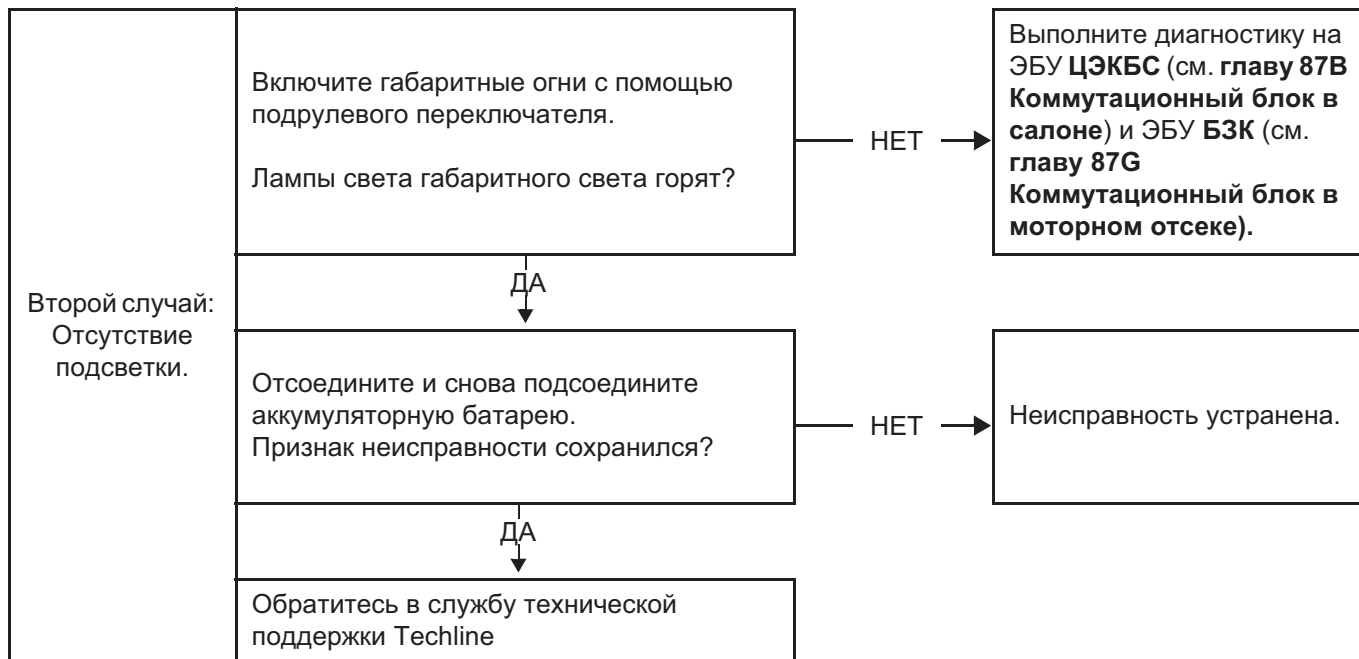 Второй случай:
Отсутствие
подсветки.
Включите габаритные огни с помощью
подрулевого переключателя.
Лампы света габаритного света горят?
НЕТ
Выполните диагностику на
ЭБУ ЦЭКБС (см. главу 87B
Коммутационный блок в
салоне) и ЭБУ БЗК (см.
главу 87G
Коммутационный блок в
моторном отсеке).
ДА
Отсоедините и снова подсоедините
аккумуляторную батарею.
Признак неисправности сохранился?
НЕТ
Неисправность устранена.
ДА
Обратитесь в службу технической
поддержки Techline